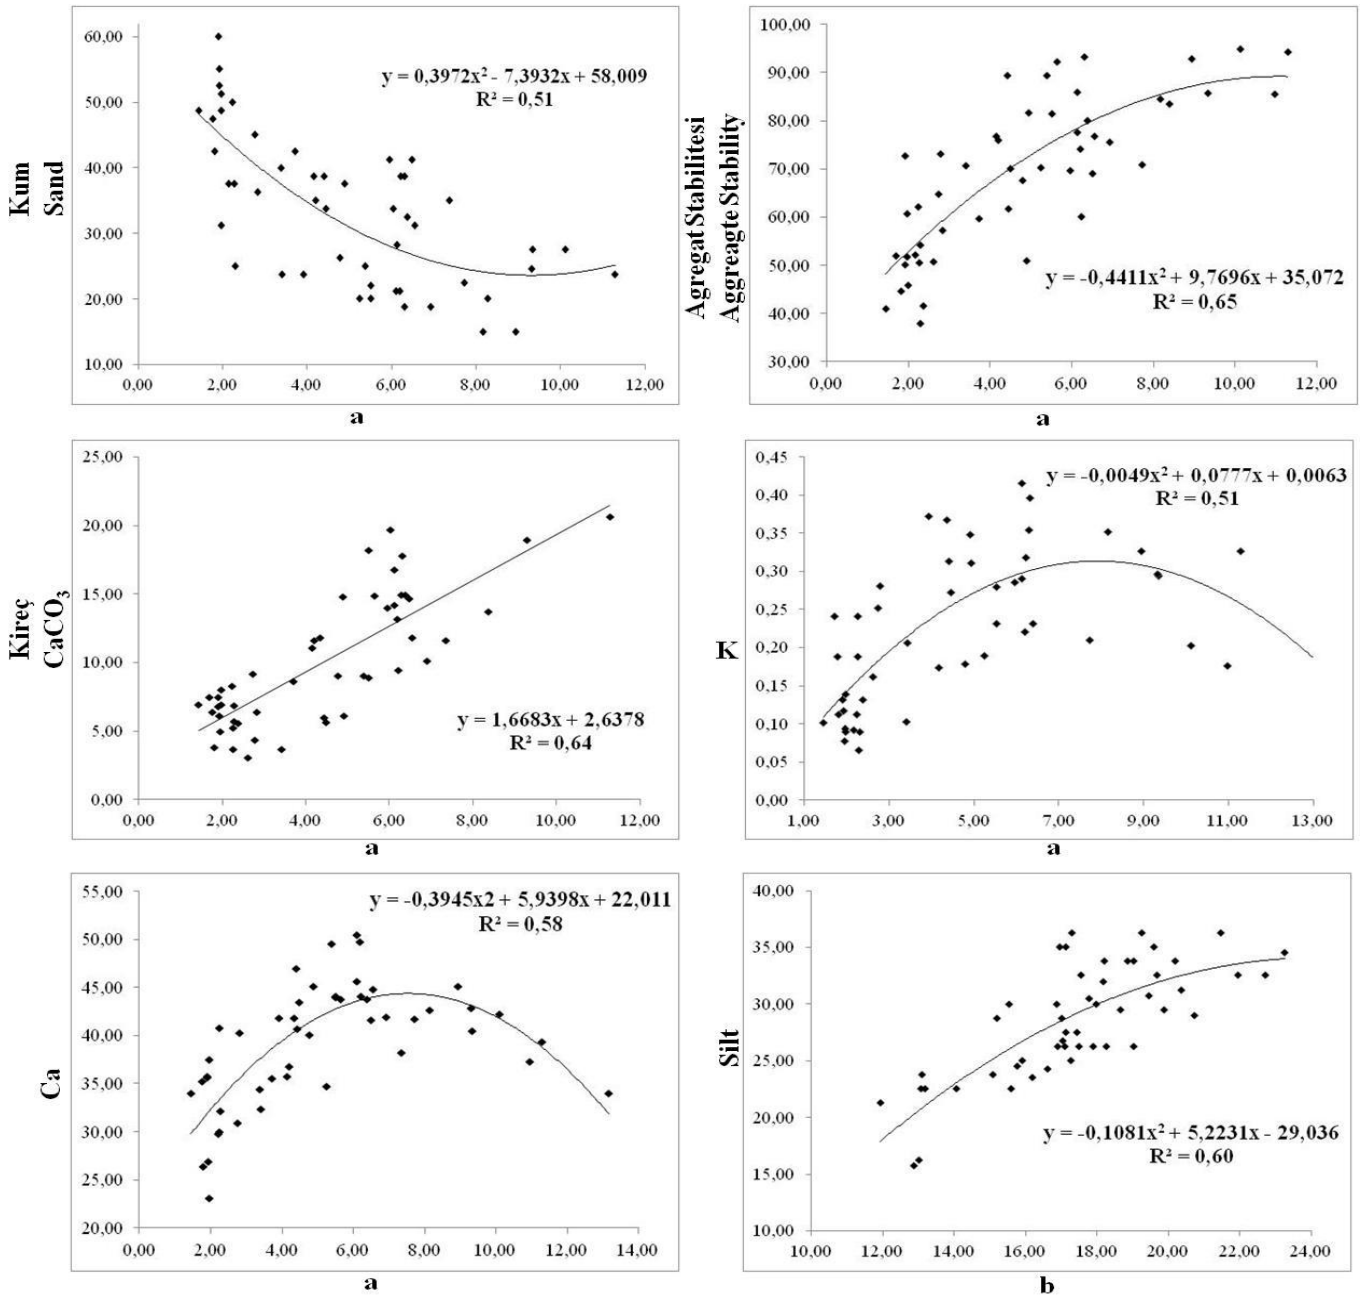 Kum
Sand
60,00
50,00
40,00
30,00
20,00
10,00
y = 0,3972x² - 7,3932x + 58,009
R² = 0,51
0,00 2,00 4,00 6,00 8,00 10,00 12,00
a
Agregat Stabilitesi
Aggreagte Stability
100,00
90,00
80,00
70,00
60,00
50,00
40,00
30,00
y = -0,4411x² + 9,7696x + 35,072
R² = 0,65
0,00 2,00 4,00 6,00 8,00 10,00 12,00
a
Kireç
CaCO₃
25,00
20,00
15,00
10,00
5,00
0,00
y = 1,6683x + 2,6378
R² = 0,64
0,00 2,00 4,00 6,00 8,00 10,00 12,00
a
K
0,45
0,40
0,35
0,30
0,25
0,20
0,15
0,10
0,05
0,00
y = -0,0049x² + 0,0777x + 0,0063
R² = 0,51
1,00 3,00 5,00 7,00 9,00 11,00 13,00
a
Ca
55,00
50,00
45,00
40,00
35,00
30,00
25,00
20,00
y = -0,3945x2 + 5,9398x + 22,011
R² = 0,58
0,00 2,00 4,00 6,00 8,00 10,00 12,00 14,00
a
Silt
40,00
35,00
30,00
25,00
20,00
15,00
10,00
y = -0,1081x² + 5,2231x - 29,036
R² = 0,60
10,00 12,00 14,00 16,00 18,00 20,00 22,00 24,00
b